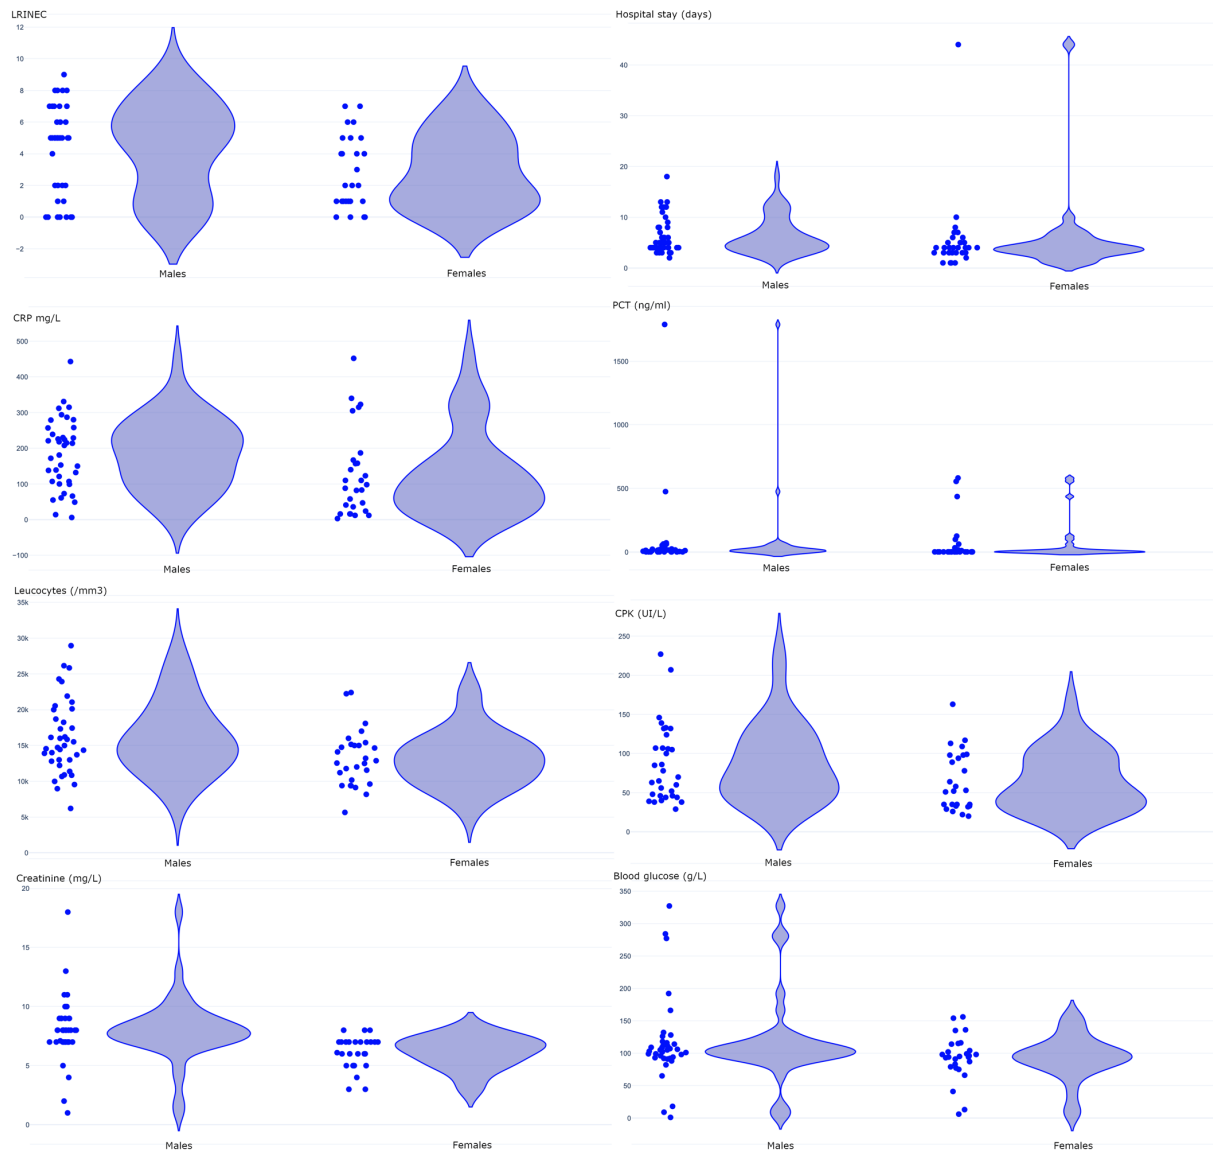 LRINEC
12
10
8
6
4
2
0
−2
Males
Females
Hospital stay (days)
40
30
20
10
0
Males
Females
CRP mg/L
500
400
300
200
100
0
−100
Males
Females
PCT (ng/ml)
1500
1000
500
0
Males
Females
Leucocytes (/mm3)
35k
30k
25k
20k
15k
10k
5k
0
Males
Females
CPK (UI/L)
250
200
150
100
50
0
Males
Females
Creatinine (mg/L)
20
15
10
5
0
Males
Females
Blood glucose (g/L)
350
300
250
200
150
100
50
0
Males
Females